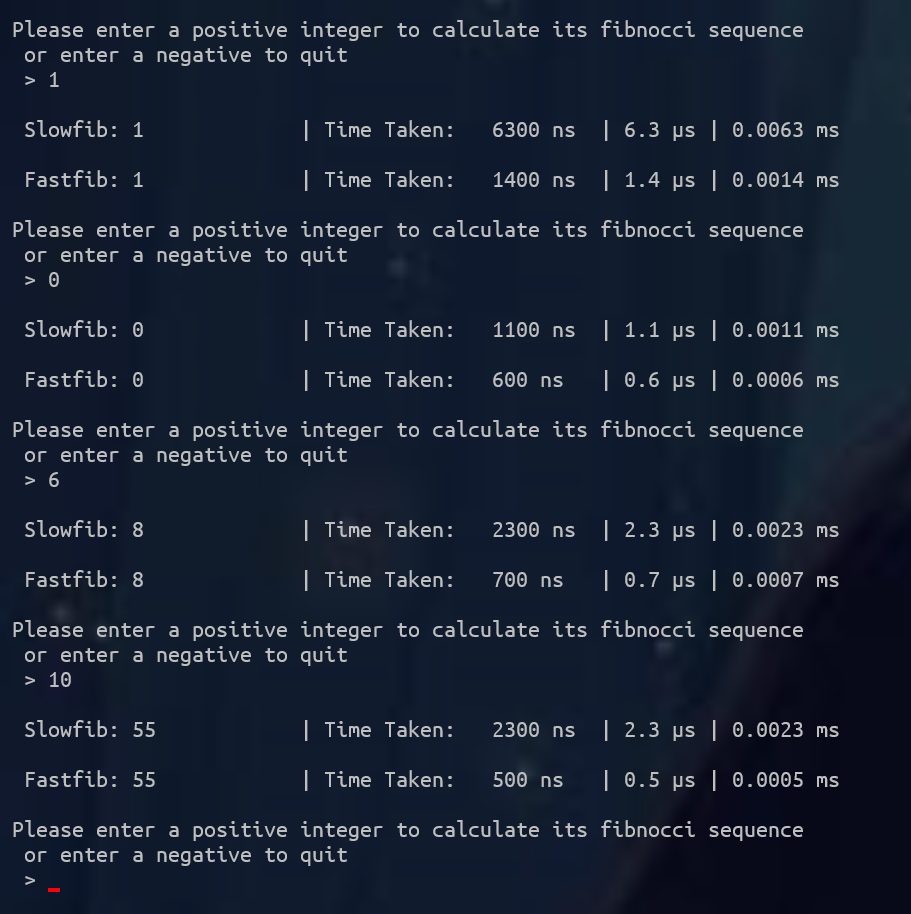 Please enter a positive integer to calculate its fibnocci sequence
or enter a negative to quit
> 1
Slowfib: 1 | Time Taken: 6300 ns | 6.3 µs | 0.0063 ms
Fastfib: 1 | Time Taken: 1400 ns | 1.4 µs | 0.0014 ms
Please enter a positive integer to calculate its fibnocci sequence
or enter a negative to quit
> 0
Slowfib: 0 | Time Taken: 1100 ns | 1.1 µs | 0.0011 ms
Fastfib: 0 | Time Taken: 600 ns | 0.6 µs | 0.0006 ms
Please enter a positive integer to calculate its fibnocci sequence
or enter a negative to quit
> 6
Slowfib: 8 | Time Taken: 2300 ns | 2.3 µs | 0.0023 ms
Fastfib: 8 | Time Taken: 700 ns | 0.7 µs | 0.0007 ms
Please enter a positive integer to calculate its fibnocci sequence
or enter a negative to quit
> 10
Slowfib: 55 | Time Taken: 2300 ns | 2.3 µs | 0.0023 ms
Fastfib: 55 | Time Taken: 500 ns | 0.5 µs | 0.0005 ms
Please enter a positive integer to calculate its fibnocci sequence
or enter a negative to quit
> _